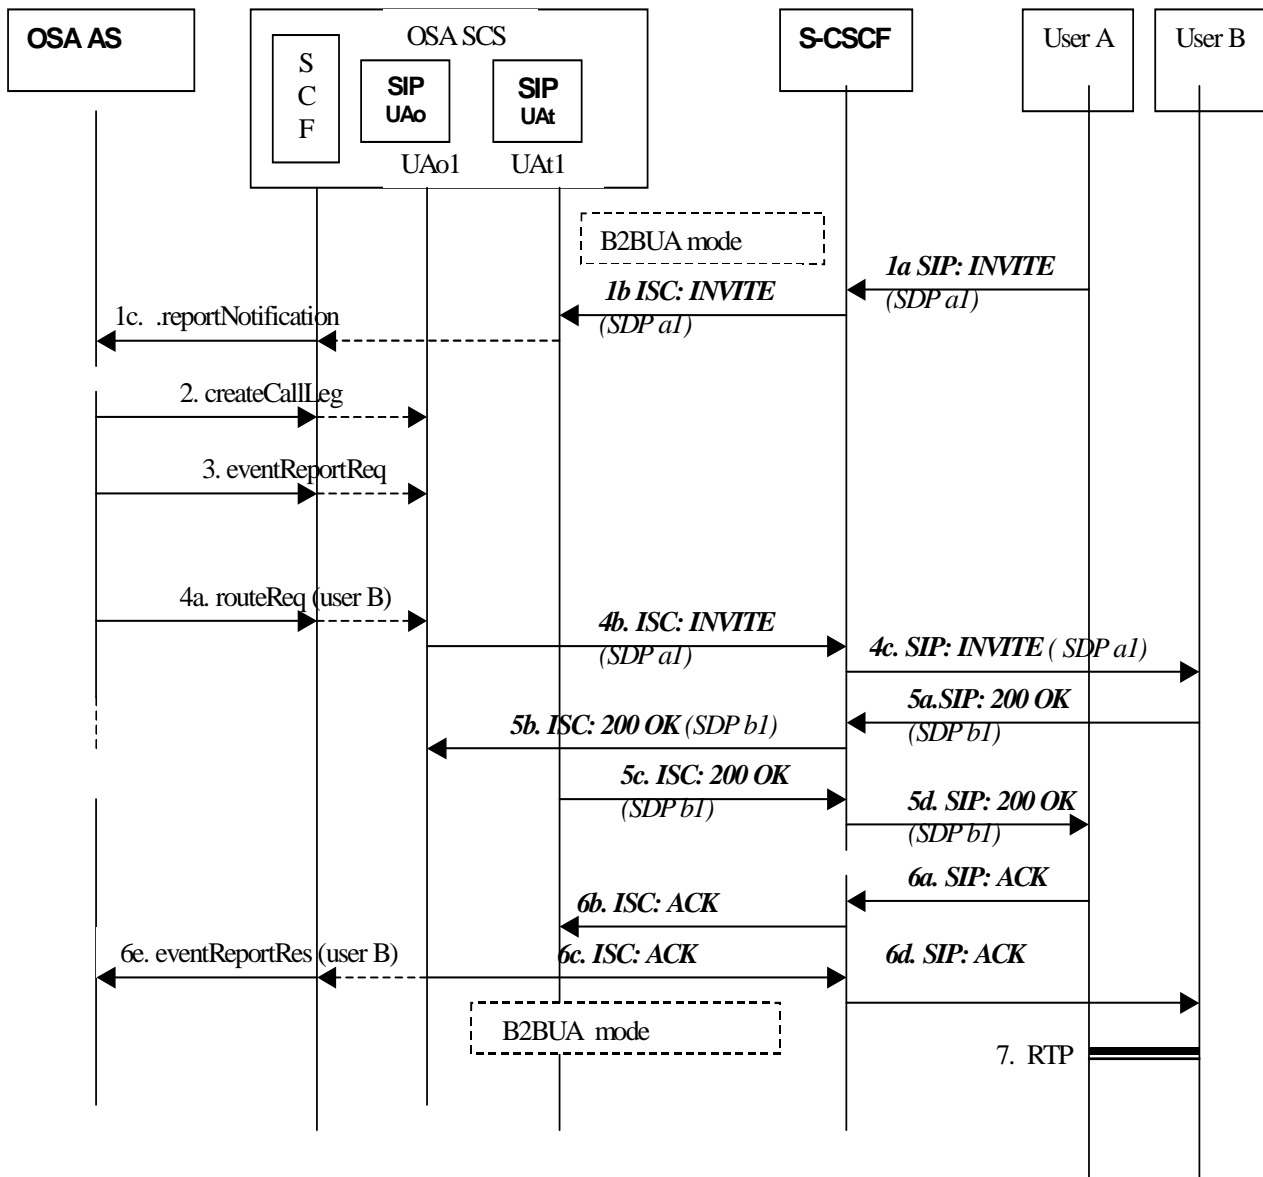 OSA AS
OSA SCS
S-CSCF
User A
User B
S
C
F
SIP
UAo
SIP
UAt
UAo1
UAt1
B2BUA mode
1a SIP: INVITE
(SDP a1)
1b ISC: INVITE
(SDP a1)
1c. .reportNotification
2. createCallLeg
3. eventReportReq
4a. routeReq (user B)
4b. ISC: INVITE
(SDP a1)
4c. SIP: INVITE ( SDP a1)
5a.SIP: 200 OK
(SDP b1)
5b. ISC: 200 OK (SDP b1)
5c. ISC: 200 OK
(SDP b1)
5d. SIP: 200 OK
(SDP b1)
6a. SIP: ACK
6b. ISC: ACK
6e. eventReportRes (user B)
6c. ISC: ACK
6d. SIP: ACK
B2BUA mode
7. RTP